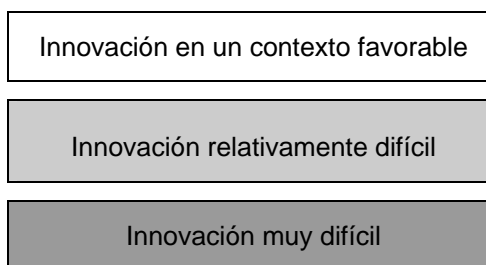 Innovación en un contexto favorable
Innovación relativamente difícil
Innovación muy difícil